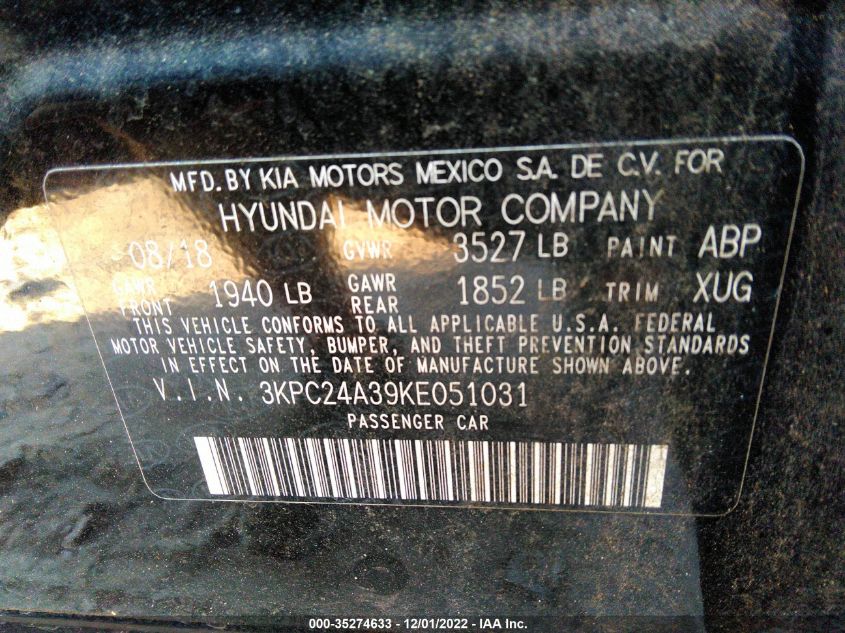 MFD. BY KIA MOTORS MEXICO S.A. DE C.V. FOR
HYUNDAI MOTOR COMPANY
08/18 GVWR 3527 LB PAINT ABP
GAWR FRONT 1940 LB GAWR REAR 1852 LB TRIM XUG
THIS VEHICLE CONFORMS TO ALL APPLICABLE U.S.A. FEDERAL
MOTOR VEHICLE SAFETY, BUMPER, AND THEFT PREVENTION STANDARDS
IN EFFECT ON THE DATE OF MANUFACTURE SHOWN ABOVE.
V.I.N. 3KPC24A39KE051031
PASSENGER CAR
000-35274633 - 12/01/2022 - IAA Inc.